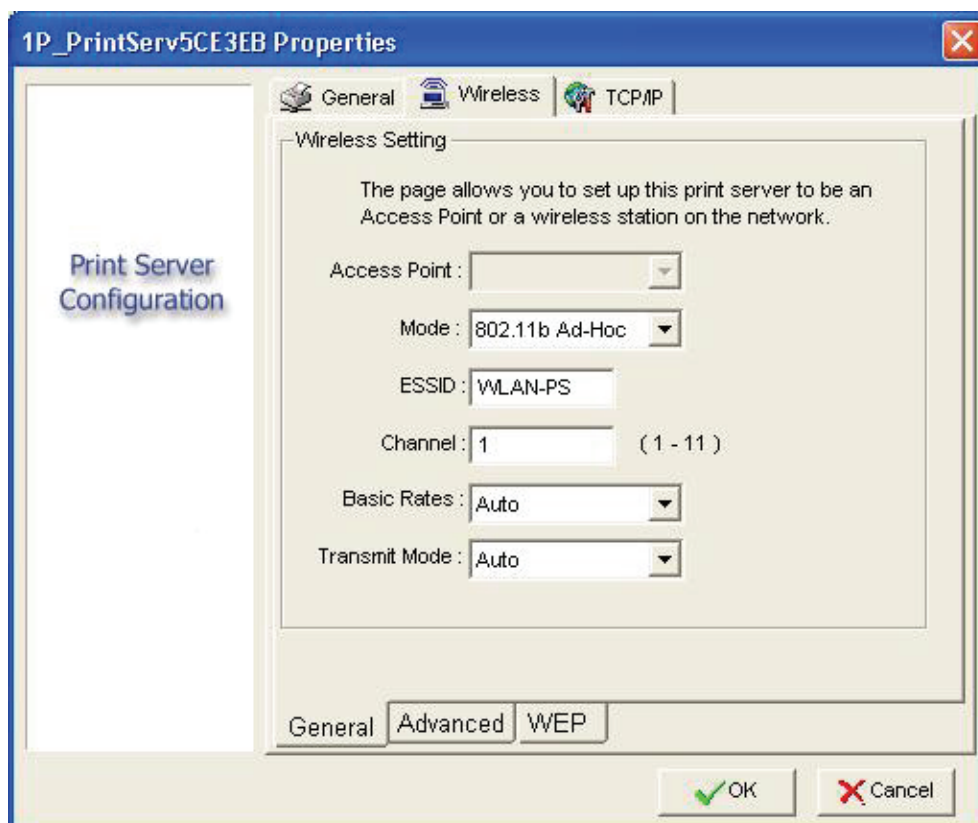 1P_PrintServ5CE3EB Properties
General Wireless TCP/IP
Wireless Setting
The page allows you to set up this print server to be an
Access Point or a wireless station on the network.
Print Server
Configuration
Access Point :
Mode : 802.11b Ad-Hoc
ESSID : WLAN-PS
Channel : 1 ( 1 - 11 )
Basic Rates : Auto
Transmit Mode : Auto
General Advanced WEP
OK Cancel